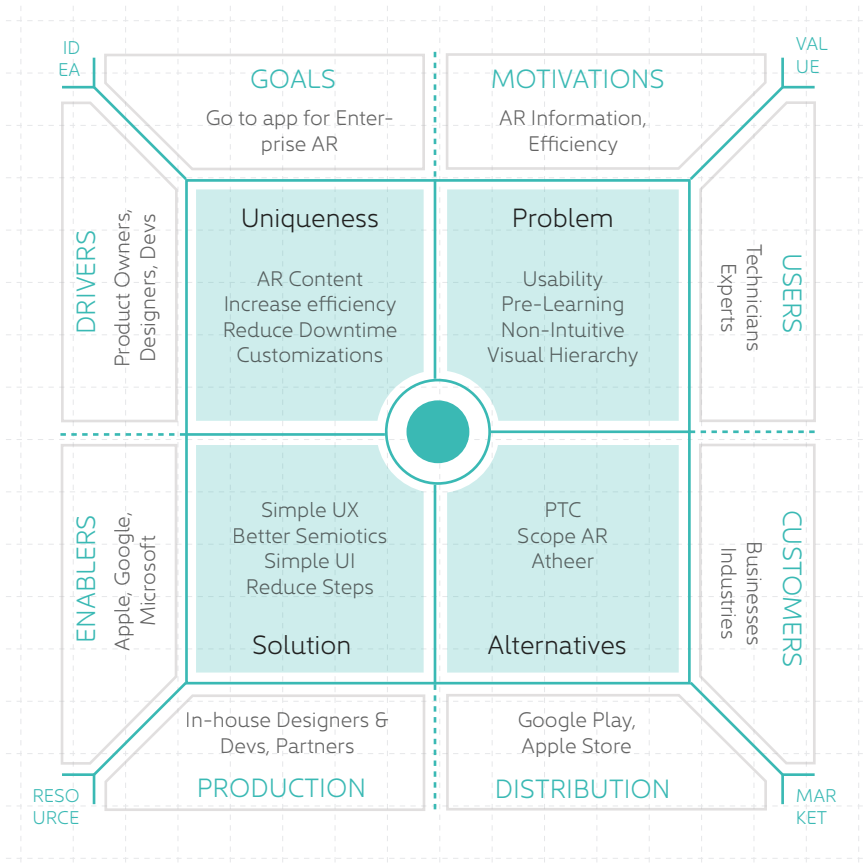 ID
EA
GOALS
Go to app for Enter-
prise AR
MOTIVATIONS
AR Information,
Efficiency
VAL
UE
DRIVERS
Product Owners,
Designers, Devs
Uniqueness
AR Content
Increase efficiency
Reduce Downtime
Customizations
Problem
Usability
Pre-Learning
Non-Intuitive
Visual Hierarchy
USERS
Technicians
Experts
ENABLERS
Apple, Google,
Microsoft
Simple UX
Better Semiotics
Simple UI
Reduce Steps
Solution
PTC
Scope AR
Atheer
Alternatives
CUSTOMERS
Businesses
Industries
RESO
URCE
In-house Designers &
Devs, Partners
PRODUCTION
Google Play,
Apple Store
DISTRIBUTION
MAR
KET